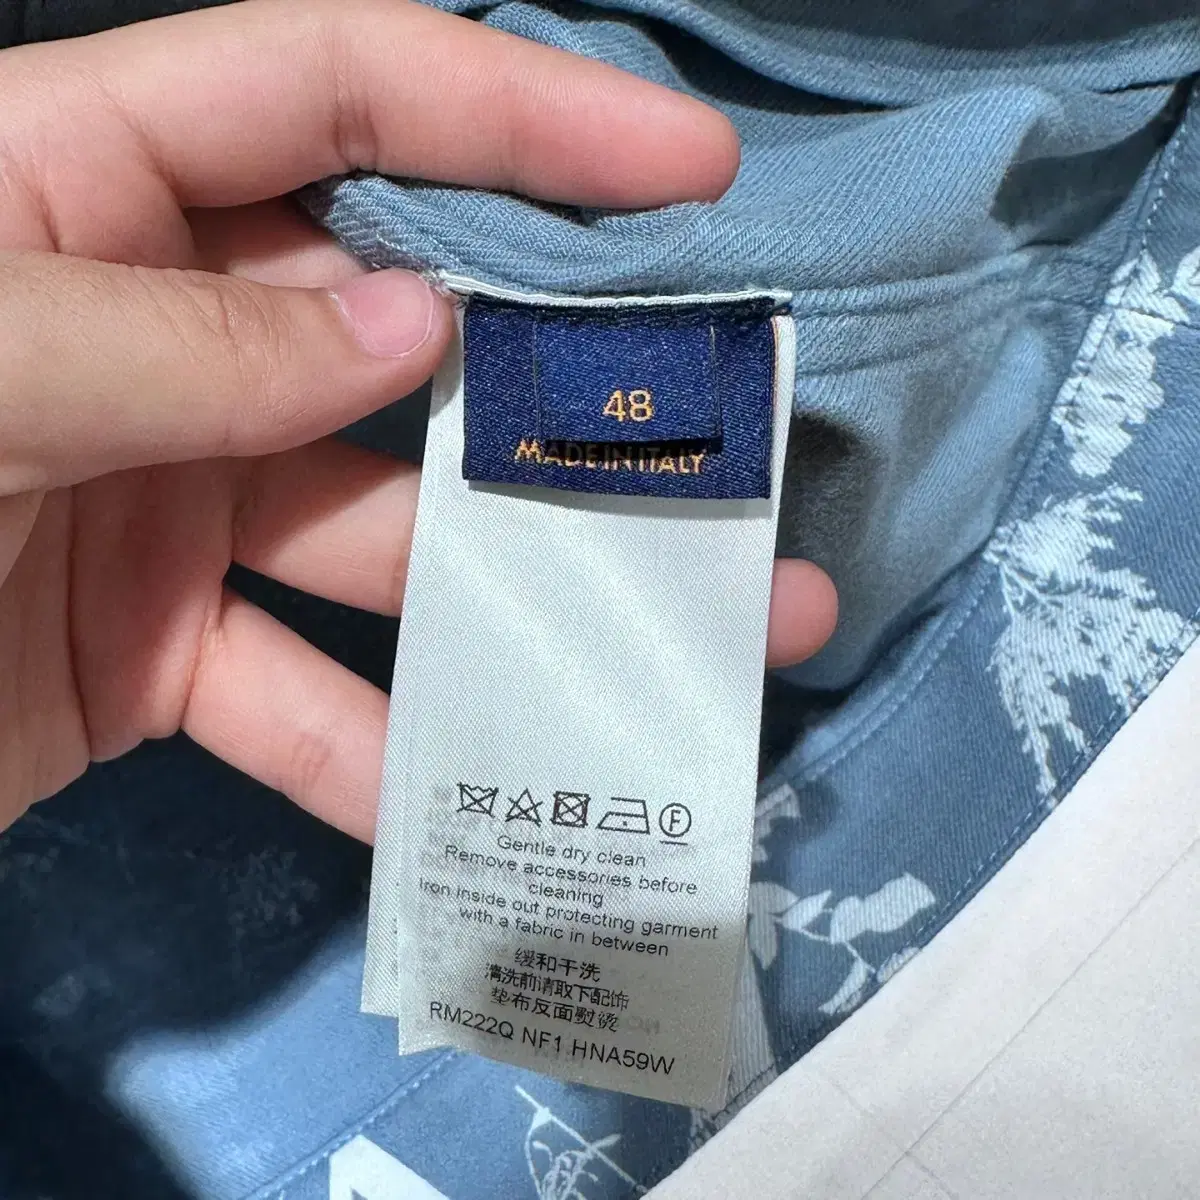 48
MADE IN ITALY
F
Gentle dry clean
Remove accessories before
cleaning
Iron inside out protecting garment
with a fabric in between
缓和干洗
清洗前请取下配饰
垫布反面熨烫
RM222Q NF1 HNA59W